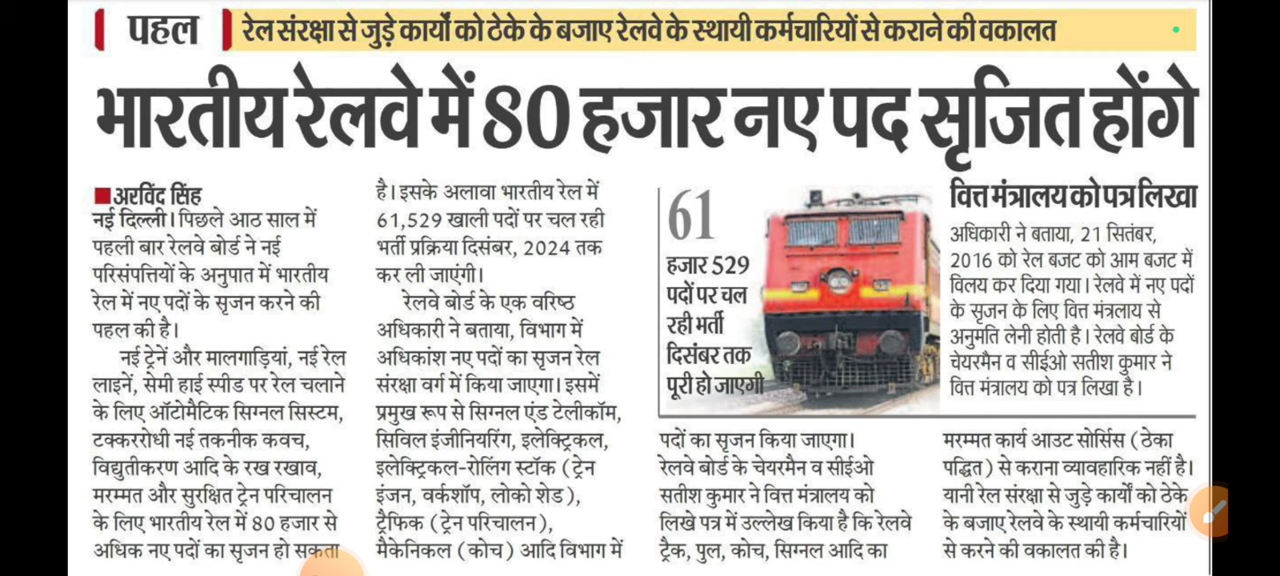 पहल
रेल संरक्षा से जुड़े कार्यों को ठेके के बजाए रेलवे के स्थायी कर्मचारियों से कराने की वकालत
भारतीय रेलवे में 80 हजार नए पद सृजित होंगे
अरविंद सिंह
नई दिल्ली। पिछले आठ साल में
पहली बार रेलवे बोर्ड ने नई
परिसंपत्तियों के अनुपात में भारतीय
रेल में नए पदों के सृजन करने की
पहल की है।
नई ट्रेनें और मालगाड़ियां, नई रेल
लाइनें, सेमी हाई स्पीड पर रेल चलाने
के लिए ऑटोमैटिक सिग्नल सिस्टम,
टक्कररोधी नई तकनीक कवच,
विद्युतीकरण आदि के रख रखाव,
मरम्मत और सुरक्षित ट्रेन परिचालन
के लिए भारतीय रेल में 80 हजार से
अधिक नए पदों का सृजन हो सकता
है। इसके अलावा भारतीय रेल में
61,529 खाली पदों पर चल रही
भर्ती प्रक्रिया दिसंबर, 2024 तक
कर ली जाएंगी।
रेलवे बोर्ड के एक वरिष्ठ
अधिकारी ने बताया, विभाग में
अधिकांश नए पदों का सृजन रेल
संरक्षा वर्ग में किया जाएगा। इसमें
प्रमुख रूप से सिग्नल एंड टेलीकॉम,
सिविल इंजीनियरिंग, इलेक्ट्रिकल,
इलेक्ट्रिकल-रोलिंग स्टॉक (ट्रेन
इंजन, वर्कशॉप, लोको शेड),
ट्रैफिक (ट्रेन परिचालन),
मैकेनिकल (कोच) आदि विभाग में
61
हजार 529
पदों पर चल
रही भर्ती
दिसंबर तक
पूरी हो जाएगी
वित्त मंत्रालय को पत्र लिखा
अधिकारी ने बताया, 21 सितंबर,
2016 को रेल बजट को आम बजट में
विलय कर दिया गया। रेलवे में नए पदों
के सृजन के लिए वित्त मंत्रलाय से
अनुमति लेनी होती है। रेलवे बोर्ड के
चेयरमैन व सीईओ सतीश कुमार ने
वित्त मंत्रालय को पत्र लिखा है।
पदों का सृजन किया जाएगा।
रेलवे बोर्ड के चेयरमैन व सीईओ
सतीश कुमार ने वित्त मंत्रालय को
लिखे पत्र में उल्लेख किया है कि रेलवे
ट्रैक, पुल, कोच, सिग्नल आदि का
मरम्मत कार्य आउट सोर्सिस (ठेका
पद्धित) से कराना व्यावहारिक नहीं है।
यानी रेल संरक्षा से जुड़े कार्यों को ठेके
के बजाए रेलवे के स्थायी कर्मचारियों
से करने की वकालत की है।